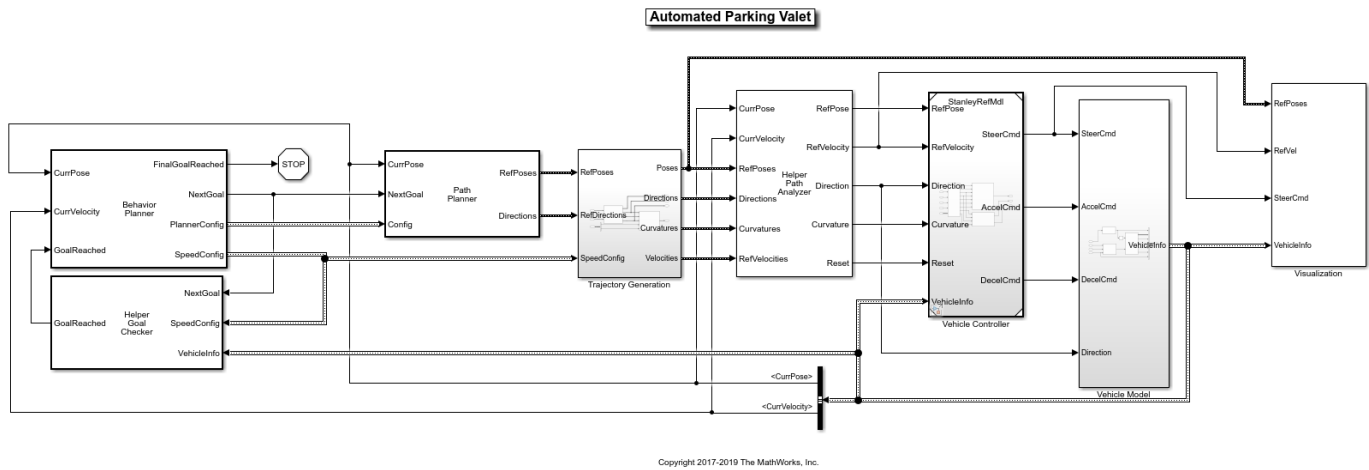 Automated Parking Valet
CurrPose
CurrVelocity
GoalReached
Behavior
Planner
FinalGoalReached
NextGoal
PlannerConfig
SpeedConfig
STOP
GoalReached
Helper
Goal
Checker
NextGoal
SpeedConfig
VehicleInfo
CurrPose
NextGoal
Config
Path
Planner
RefPoses
Directions
RefPoses
RefDirections
SpeedConfig
Poses
Directions
Curvatures
Velocities
Trajectory Generation
CurrPose
CurrVelocity
RefPoses
Directions
Curvatures
RefVelocities
Helper
Path
Analyzer
RefPose
RefVelocity
Direction
Curvature
Reset
StanleyRefMdl
RefPose
RefVelocity
Direction
Curvature
Reset
VehicleInfo
SteerCmd
AccelCmd
DecelCmd
Vehicle Controller
SteerCmd
AccelCmd
DecelCmd
Direction
VehicleInfo
Vehicle Model
RefPoses
RefVel
SteerCmd
VehicleInfo
Visualization
<CurrPose>
<CurrVelocity>
Copyright 2017-2019 The MathWorks, Inc.